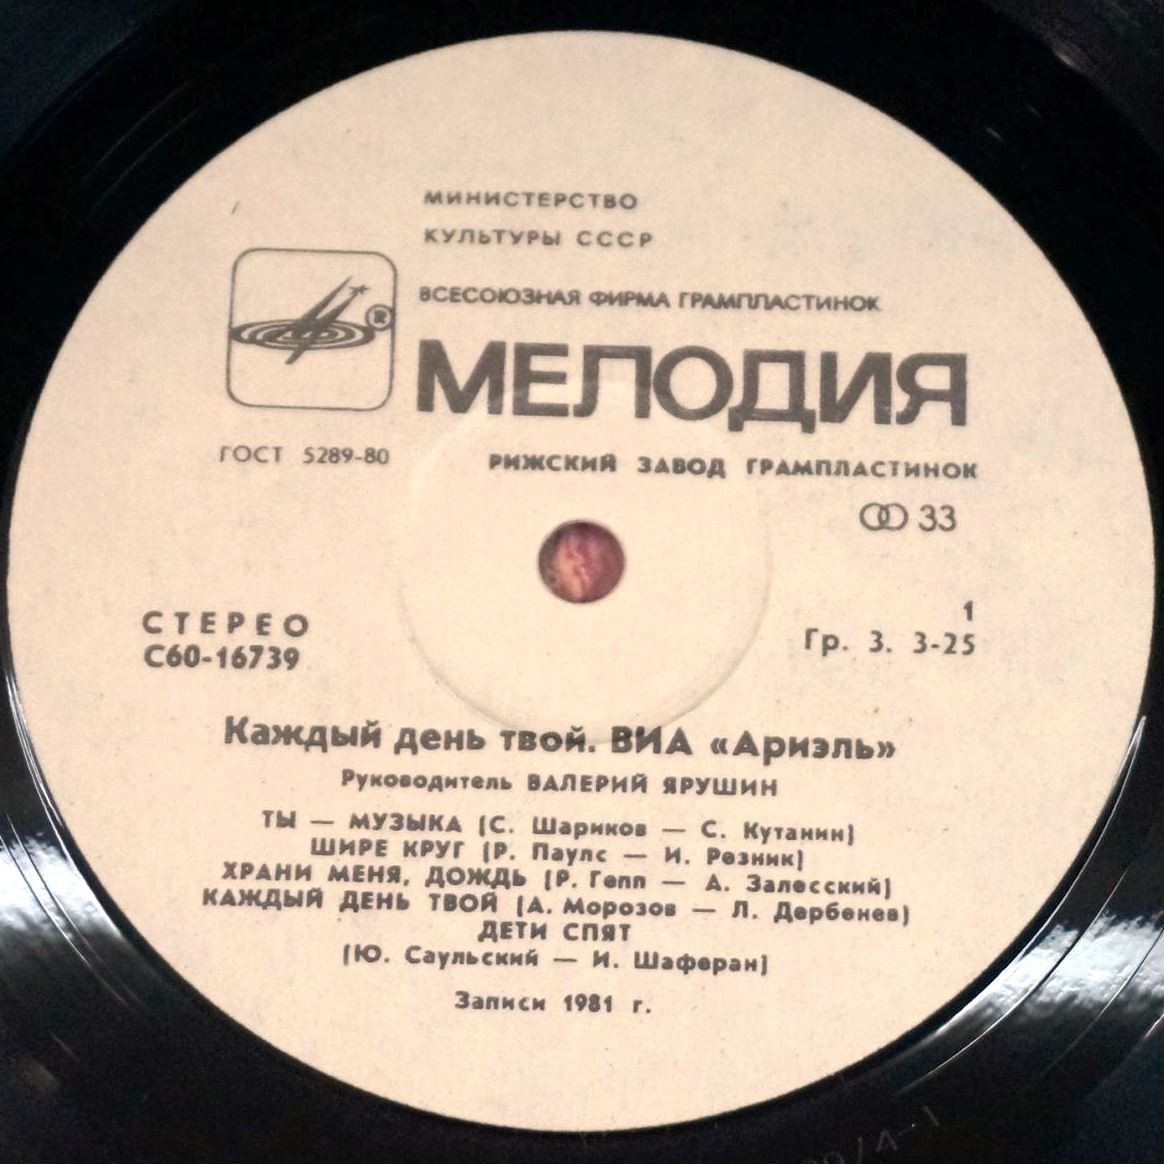 МИНИСТЕРСТВО
КУЛЬТУРЫ СССР
ВСЕСОЮЗНАЯ ФИРМА ГРАМПЛАСТИНОК
МЕЛОДИЯ
®
ГОСТ 5289-80
РИЖСКИЙ ЗАВОД ГРАМПЛАСТИНОК
33
СТЕРЕО
С60-16739
1
Гр. 3. 3-25
Каждый день твой. ВИА «Ариэль»
Руководитель ВАЛЕРИЙ ЯРУШИН
ТЫ — МУЗЫКА (С. Шариков — С. Кутанин)
ШИРЕ КРУГ (Р. Паулс — И. Резник)
ХРАНИ МЕНЯ, ДОЖДЬ (Р. Гепп — А. Залесский)
КАЖДЫЙ ДЕНЬ ТВОЙ (А. Морозов — Л. Дербенев)
ДЕТИ СПЯТ
(Ю. Саульский — И. Шаферан)
Записи 1981 г.